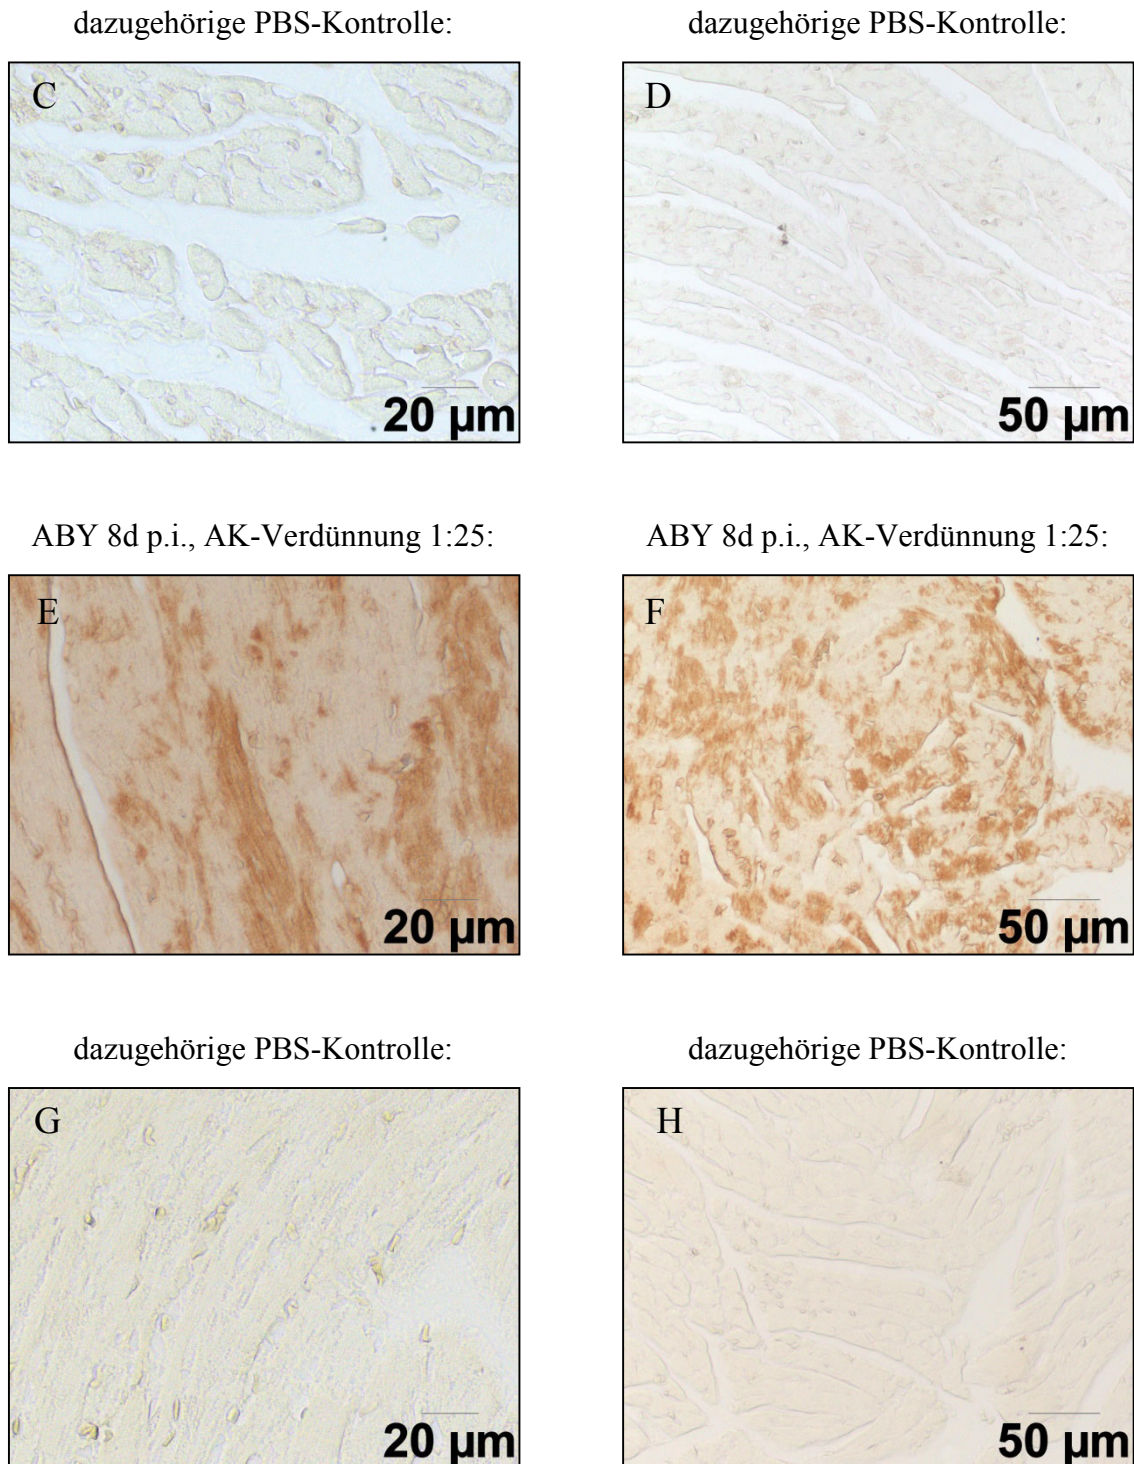 dazugehörige PBS-Kontrolle:
dazugehörige PBS-Kontrolle:
C
20 µm
D
50 µm
ABY 8d p.i., AK-Verdünnung 1:25:
ABY 8d p.i., AK-Verdünnung 1:25:
E
20 µm
F
50 µm
dazugehörige PBS-Kontrolle:
dazugehörige PBS-Kontrolle:
G
20 µm
H
50 µm